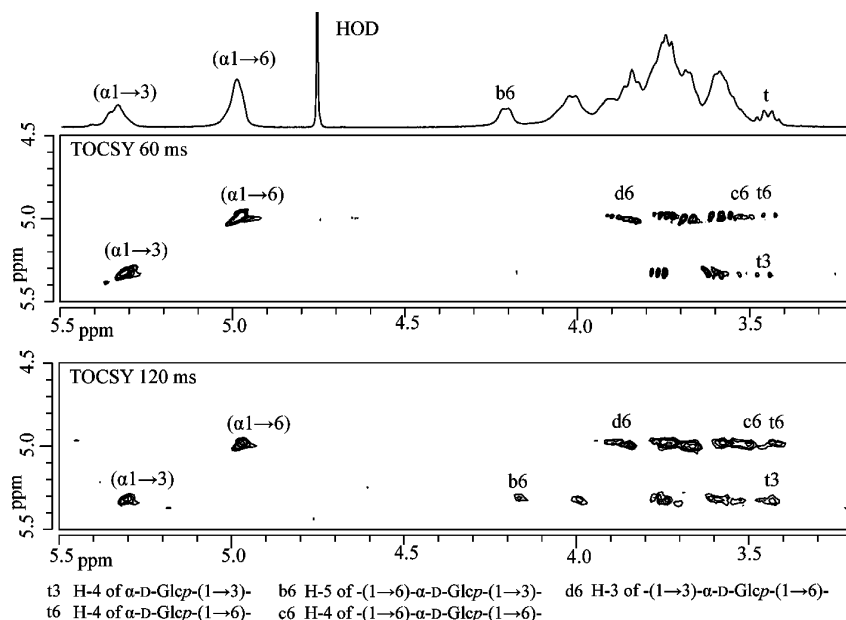 HOD
(α1→6)
(α1→3)
b6
t
4.5
TOCSY 60 ms
d6 c6 t6
5.0
(α1→6)
(α1→3)
t3
ppm
5.5
5.5 5.0 4.5 4.0 3.5
ppm
4.5
TOCSY 120 ms
(α1→6)
d6 c6 t6
5.0
(α1→3)
b6
t3
ppm
5.5
5.5 5.0 4.5 4.0 3.5
ppm
t3 H-4 of α-D-Glcp-(1→3)- b6 H-5 of -(1→6)-α-D-Glcp-(1→3)- d6 H-3 of -(1→3)-α-D-Glcp-(1→6)-
t6 H-4 of α-D-Glcp-(1→6)- c6 H-4 of -(1→6)-α-D-Glcp-(1→6)-